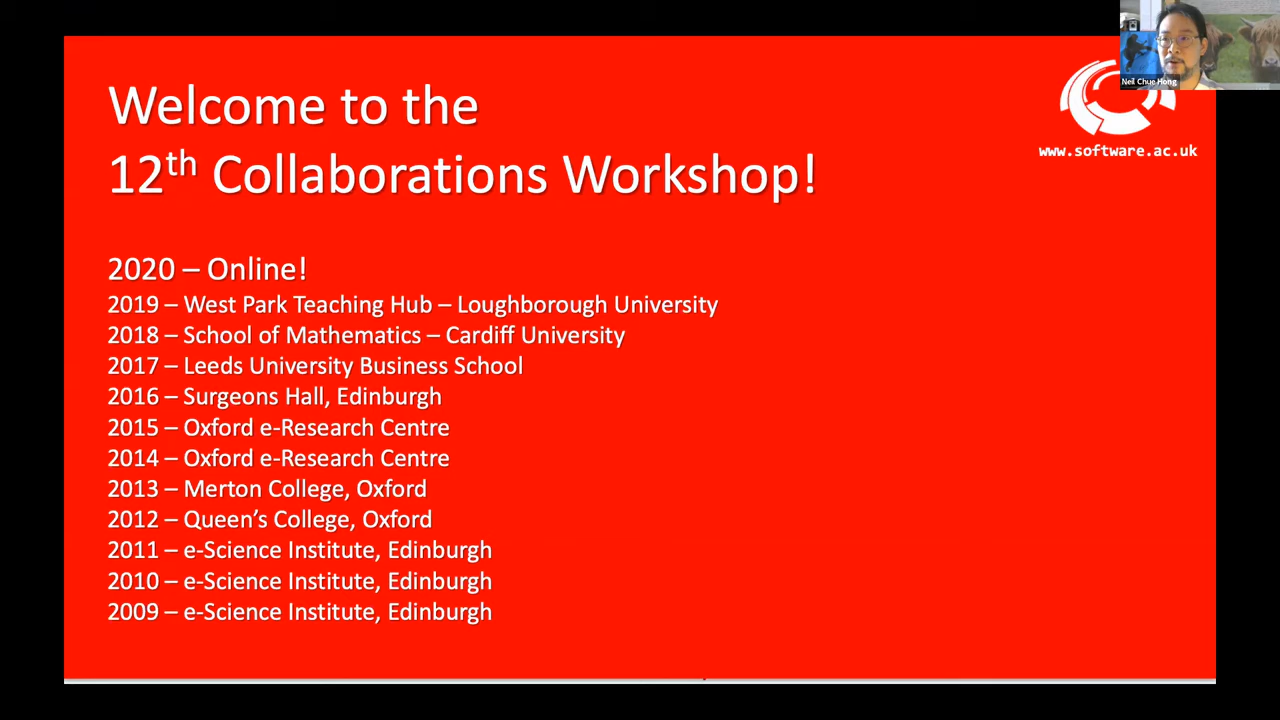 Welcome to the
12th Collaborations Workshop!
www.software.ac.uk
Neil Chue Hong
2020 – Online!
2019 – West Park Teaching Hub – Loughborough University
2018 – School of Mathematics – Cardiff University
2017 – Leeds University Business School
2016 – Surgeons Hall, Edinburgh
2015 – Oxford e-Research Centre
2014 – Oxford e-Research Centre
2013 – Merton College, Oxford
2012 – Queen’s College, Oxford
2011 – e-Science Institute, Edinburgh
2010 – e-Science Institute, Edinburgh
2009 – e-Science Institute, Edinburgh